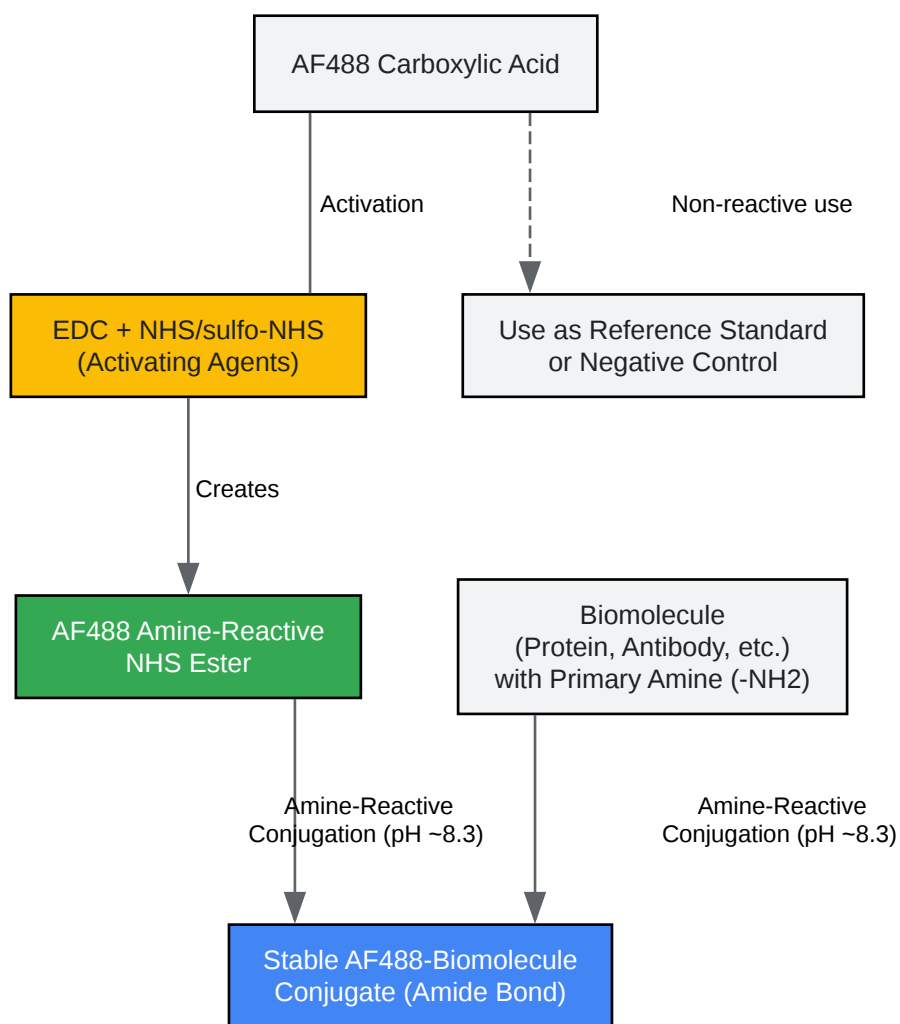 AF488 Carboxylic Acid
Activation
Non-reactive use
EDC + NHS/sulfo-NHS
(Activating Agents)
Use as Reference Standard
or Negative Control
Creates
AF488 Amine-Reactive
NHS Ester
Biomolecule
(Protein, Antibody, etc.)
with Primary Amine (-NH2)
Amine-Reactive
Conjugation (pH ~8.3)
Amine-Reactive
Conjugation (pH ~8.3)
Stable AF488-Biomolecule
Conjugate (Amide Bond)